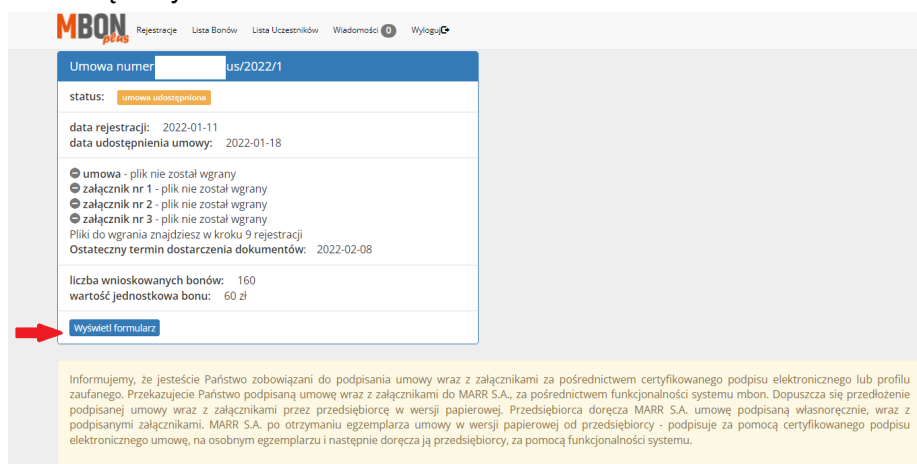 MBON plus Rejestracje Lista Bonów Lista Uczestników Wiadomości 0 Wyloguj
Umowa numer us/2022/1
status: umowa udostępniona
data rejestracji: 2022-01-11
data udostępnienia umowy: 2022-01-18
umowa - plik nie został wgrany
załącznik nr 1 - plik nie został wgrany
załącznik nr 2 - plik nie został wgrany
załącznik nr 3 - plik nie został wgrany
Pliki do wgrania znajdziesz w kroku 9 rejestracji
Ostateczny termin dostarczenia dokumentów: 2022-02-08
liczba wnioskowanych bonów: 160
wartość jednostkowa bonu: 60 zł
Wyświetl formularz
Informujemy, że jesteście Państwo zobowiązani do podpisania umowy wraz z załącznikami za pośrednictwem certyfikowanego podpisu elektronicznego lub profilu
zaufanego. Przekazujecie Państwo podpisaną umowę wraz z załącznikami do MARR S.A., za pośrednictwem funkcjonalności systemu mbon. Dopuszcza się przedłożenie
podpisanej umowy wraz z załącznikami przez przedsiębiorcę w wersji papierowej. Przedsiębiorca doręcza MARR S.A. umowę podpisaną własnoręcznie, wraz z
podpisanymi załącznikami. MARR S.A. po otrzymaniu egzemplarza umowy w wersji papierowej od przedsiębiorcy - podpisuje za pomocą certyfikowanego podpisu
elektronicznego umowę, na osobnym egzemplarzu i następnie doręcza ją przedsiębiorcy, za pomocą funkcjonalności systemu.